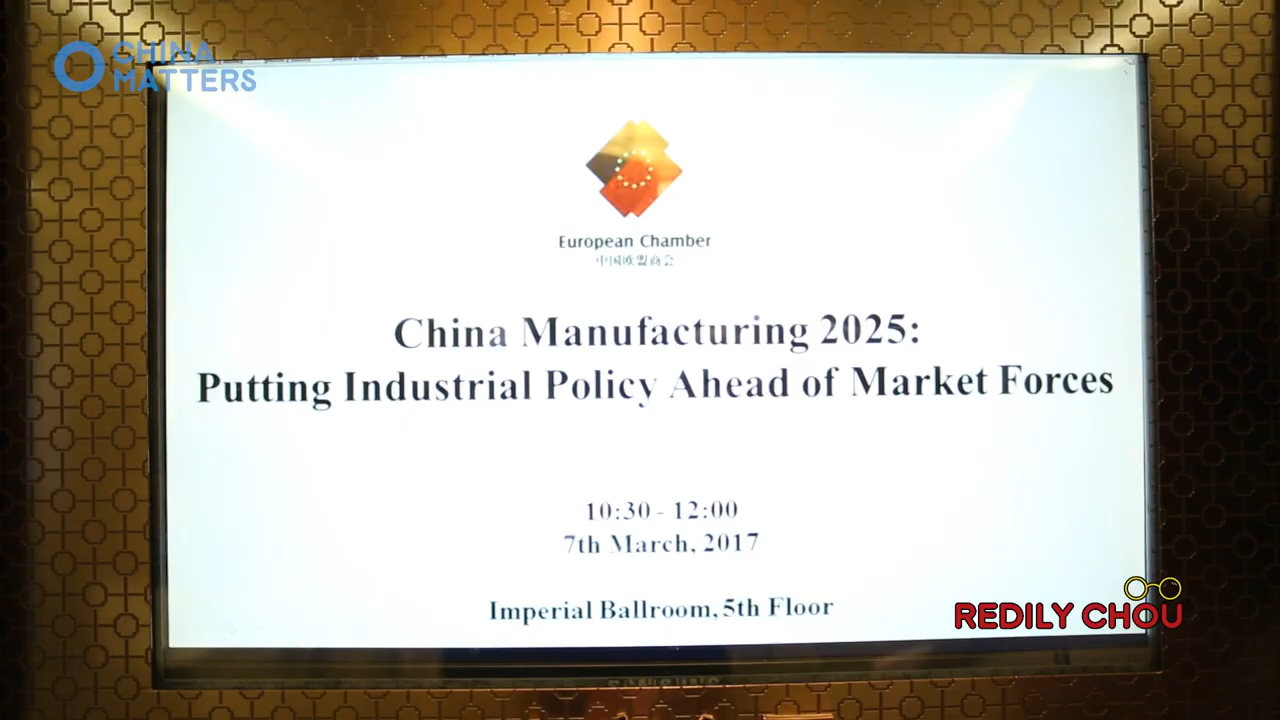 CHINA
MATTERS
European Chamber
中国欧盟商会
China Manufacturing 2025:
Putting Industrial Policy Ahead of Market Forces
10:30 - 12:00
7th March, 2017
Imperial Ballroom, 5th Floor
REDILY CHOU
SAMSUNG